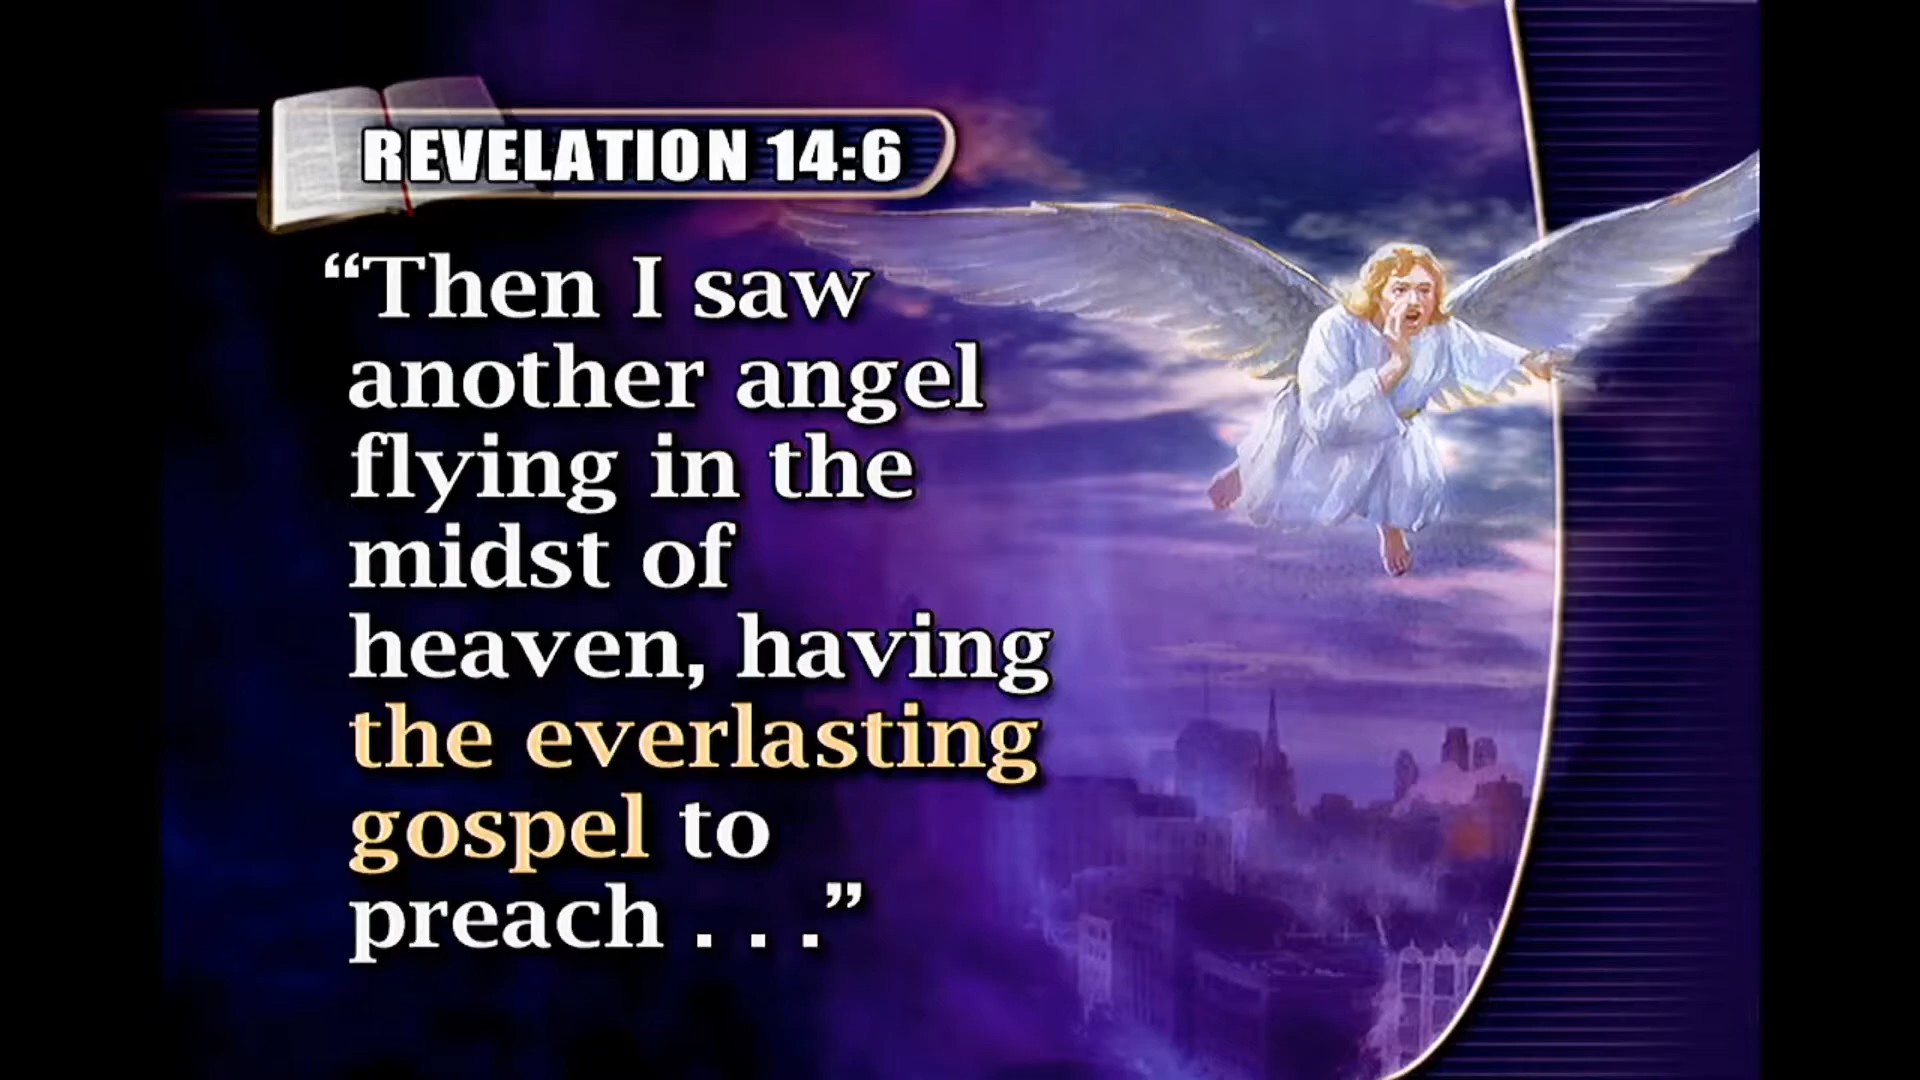 REVELATION 14:6
“Then I saw
another angel
flying in the
midst of
heaven, having
the everlasting
gospel to
preach . . .”